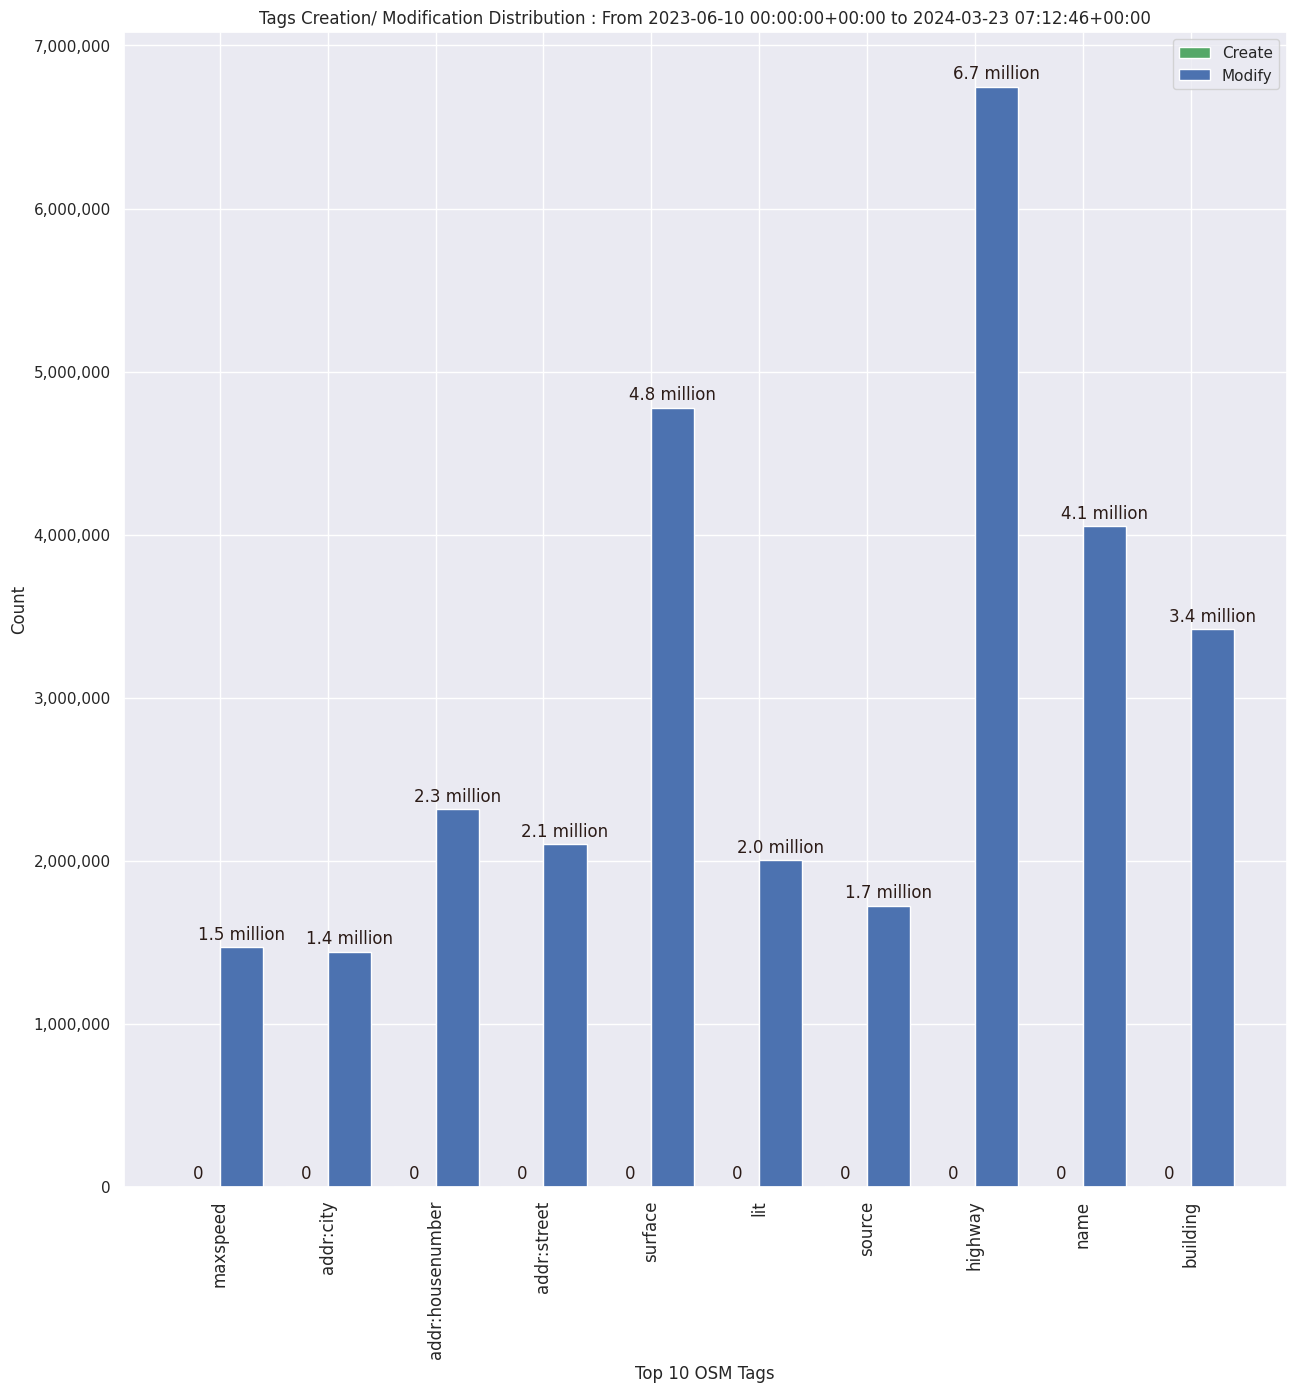 Tags Creation/ Modification Distribution : From 2023-06-10 00:00:00+00:00 to 2024-03-23 07:12:46+00:00
Create
Modify
7,000,000
6,000,000
5,000,000
4,000,000
3,000,000
2,000,000
1,000,000
0
Count
6.7 million
4.8 million
4.1 million
3.4 million
2.3 million
2.1 million
2.0 million
1.7 million
1.5 million
1.4 million
0
0
0
0
0
0
0
0
0
0
maxspeed
addr:city
addr:housenumber
addr:street
surface
lit
source
highway
name
building
Top 10 OSM Tags